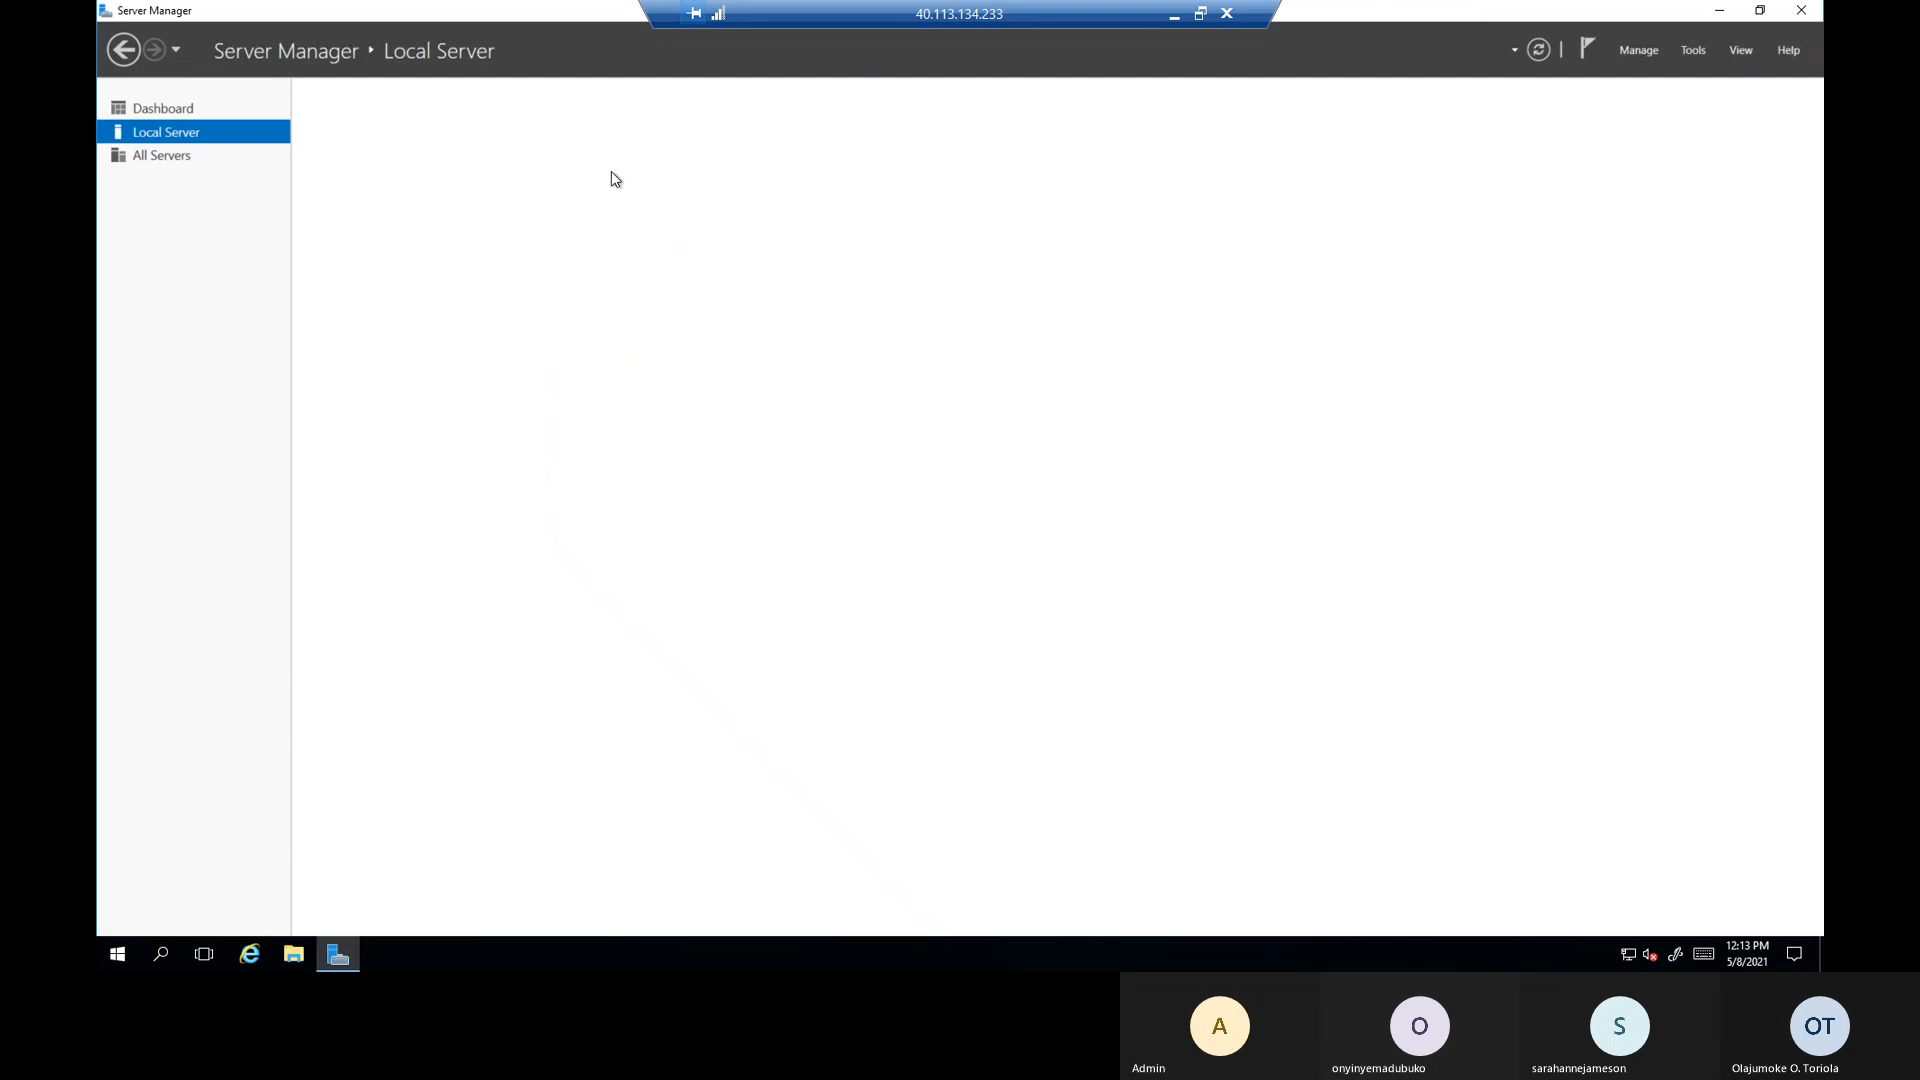 Server Manager
40.113.134.233
Server Manager ‣ Local Server
Manage Tools View Help
Dashboard
Local Server
All Servers
12:13 PM
5/8/2021
A
O
S
OT
Admin
onyinyemadubuko
sarahannejameson
Olajumoke O. Toriola